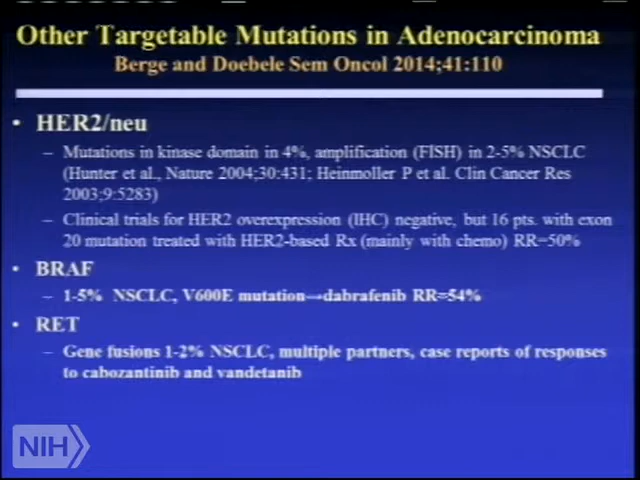 Other Targetable Mutations in Adenocarcinoma
Berge and Doebele Sem Oncol 2014;41:110
• HER2/neu
– Mutations in kinase domain in 4%, amplification (FISH) in 2-5% NSCLC
(Hunter et al., Nature 2004;30:431; Heinmoller P et al. Clin Cancer Res
2003;9:5283)
– Clinical trials for HER2 overexpression (IHC) negative, but 16 pts. with exon
20 mutation treated with HER2-based Rx (mainly with chemo) RR=50%
• BRAF
– 1-5% NSCLC, V600E mutation→dabrafenib RR=54%
• RET
– Gene fusions 1-2% NSCLC, multiple partners, case reports of responses
to cabozantinib and vandetanib
NIH